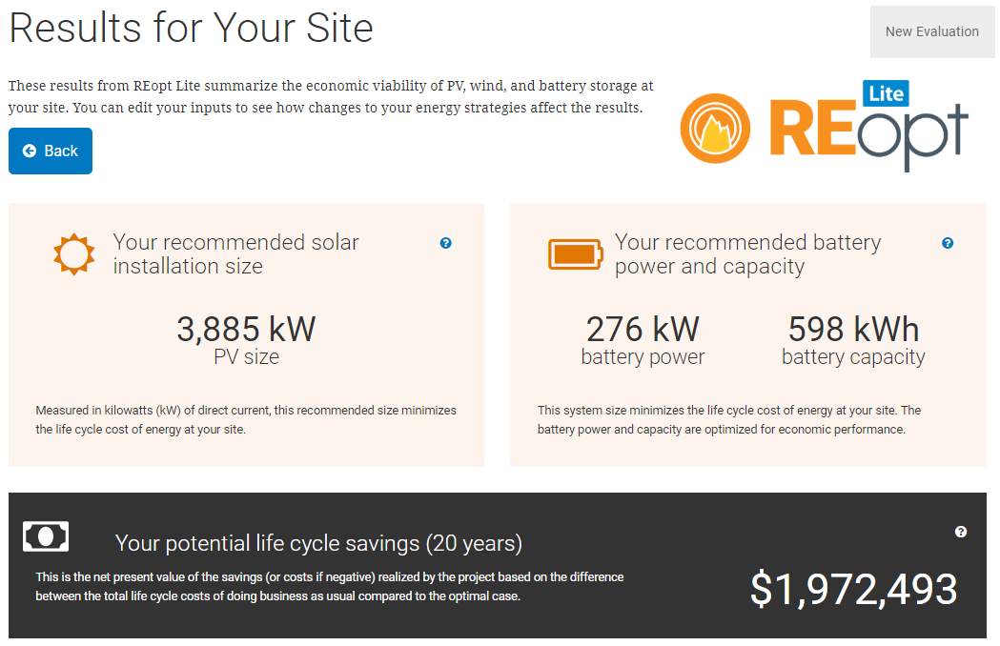 Results for Your Site
New Evaluation
These results from REopt Lite summarize the economic viability of PV, wind, and battery storage at
your site. You can edit your inputs to see how changes to your energy strategies affect the results.
Lite
REopt
Back
Your recommended solar
installation size
?
3,885 kW
PV size
Measured in kilowatts (kW) of direct current, this recommended size minimizes
the life cycle cost of energy at your site.
Your recommended battery
power and capacity
?
276 kW
battery power
598 kWh
battery capacity
This system size minimizes the life cycle cost of energy at your site. The
battery power and capacity are optimized for economic performance.
Your potential life cycle savings (20 years)
?
This is the net present value of the savings (or costs if negative) realized by the project based on the difference
between the total life cycle costs of doing business as usual compared to the optimal case.
$1,972,493